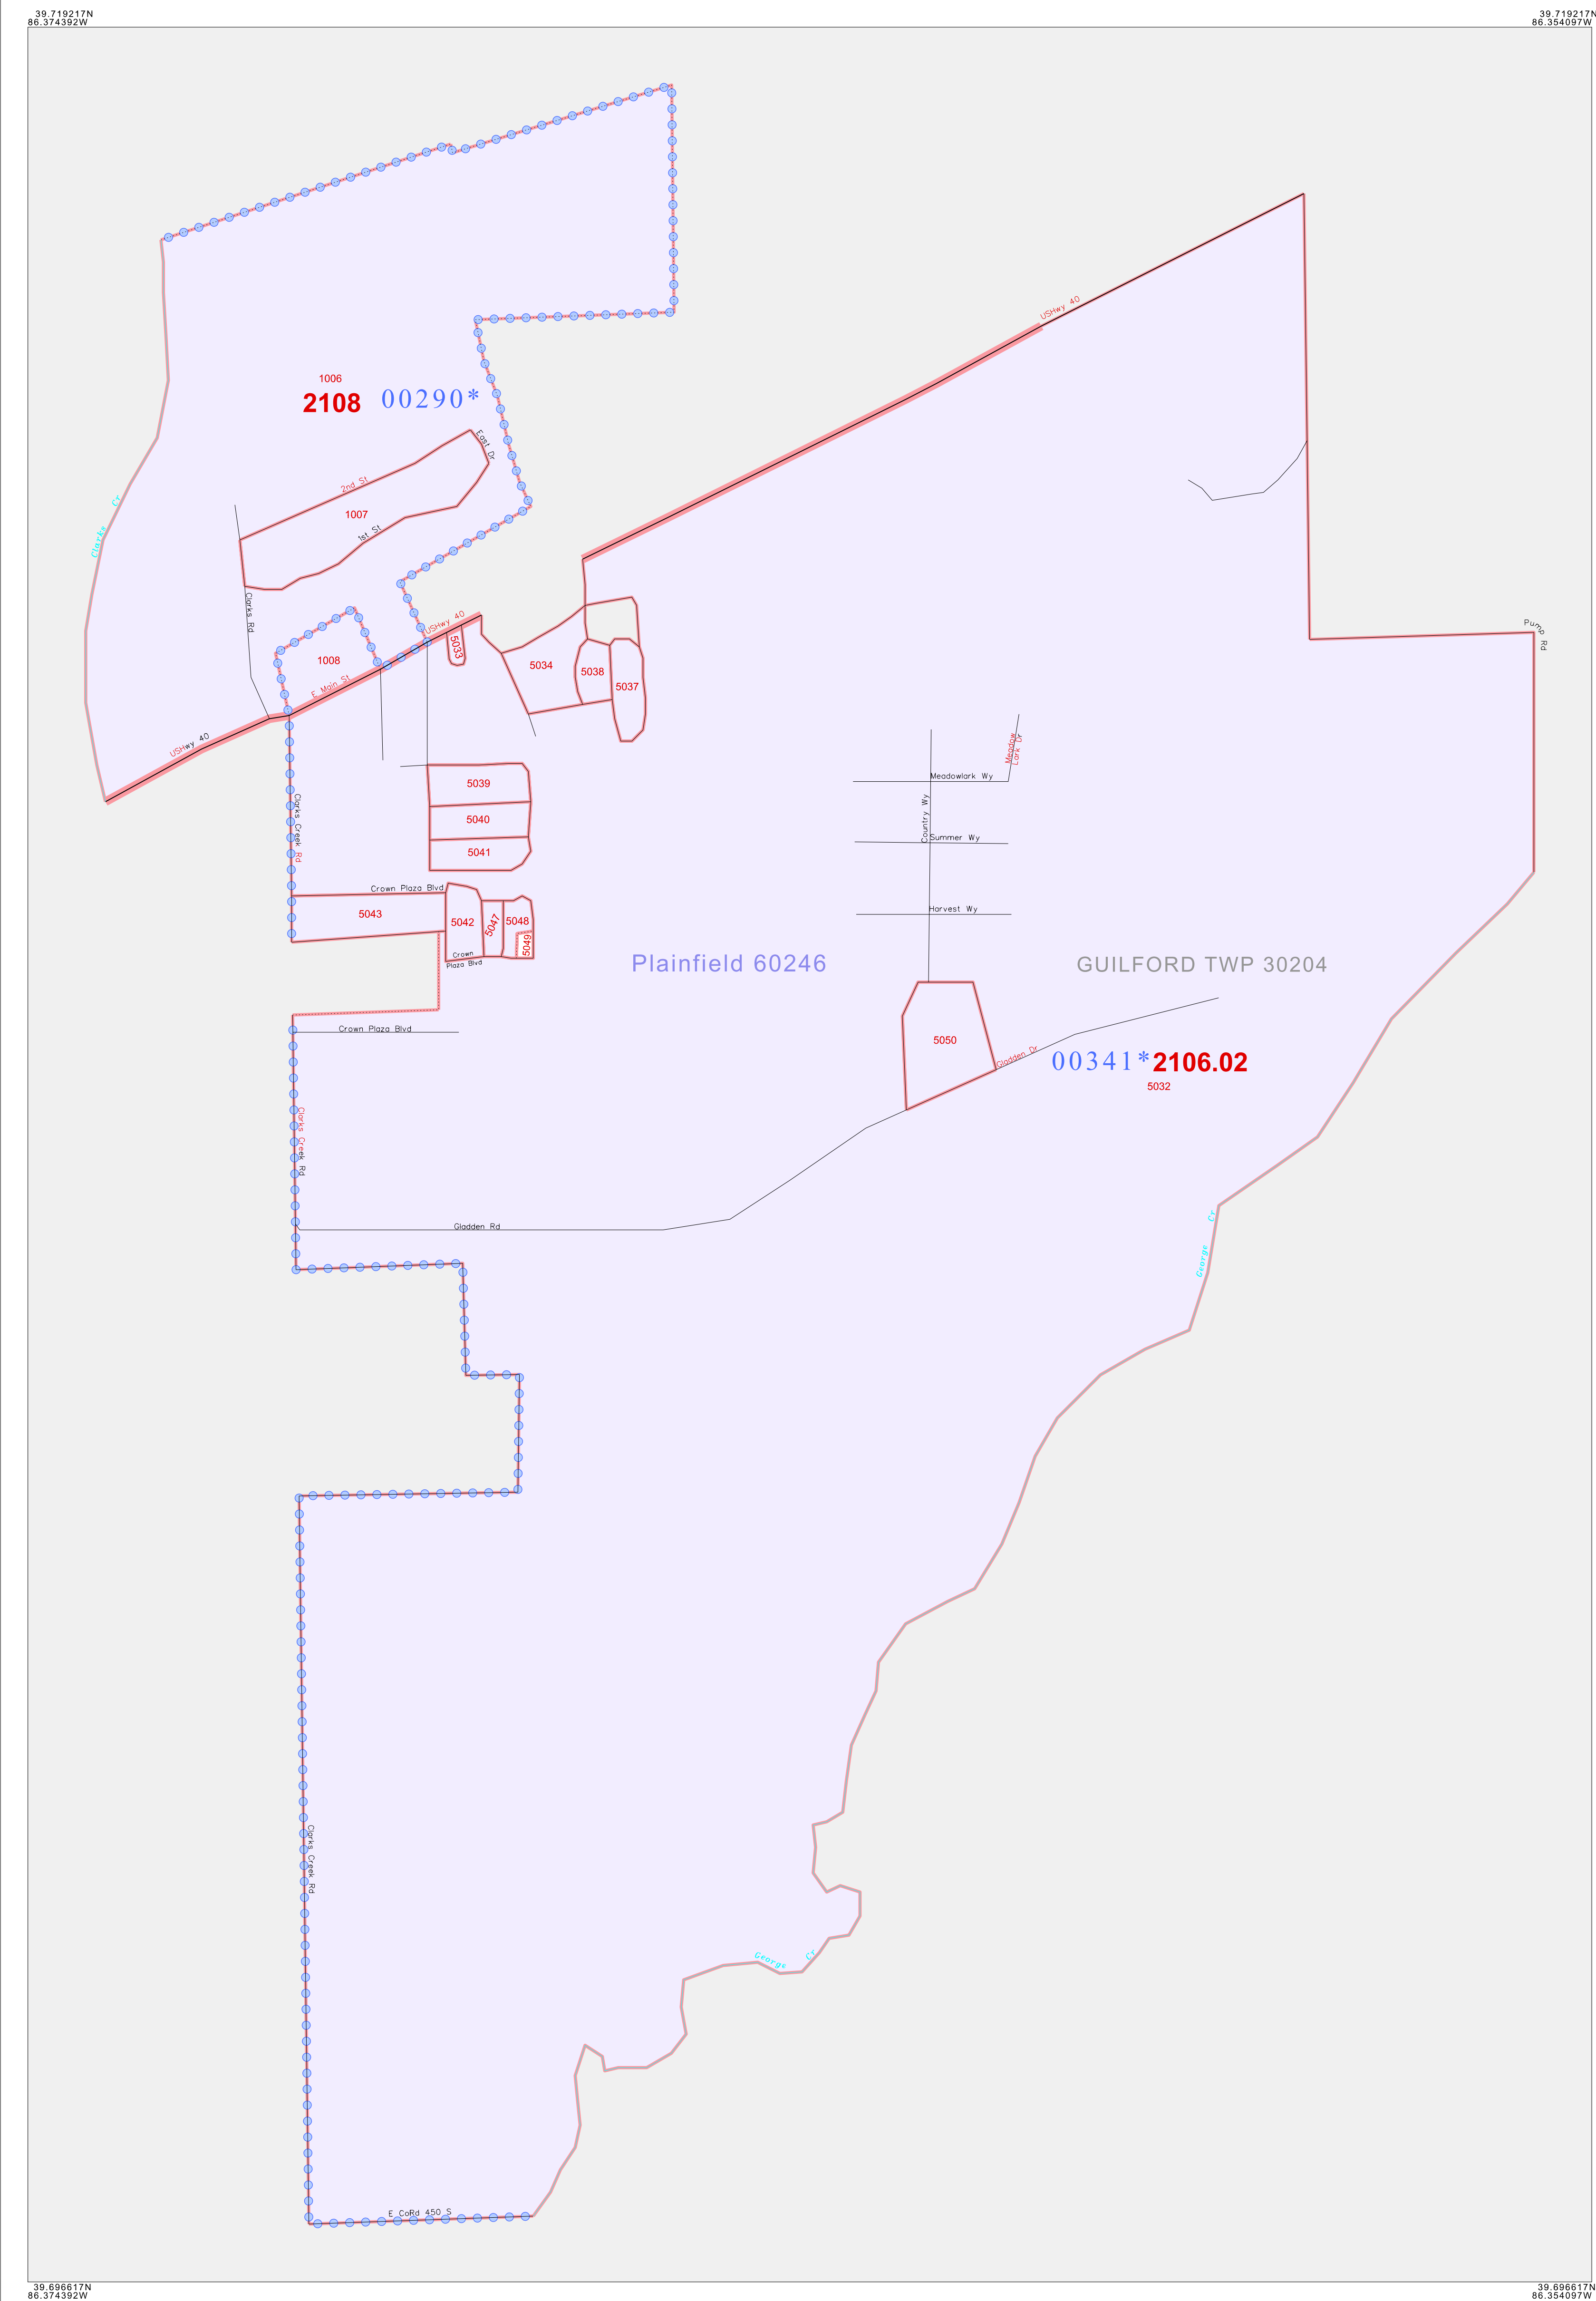 39.719217N
86.374392W
39.719217N
86.354097W
USHwy 40
1006
2108
00290*
East Dr
2nd St
1007
1st St
Clarks Cr
Clarks Rd
USHwy 40
Pump Rd
5033
1008
5034
5038
5037
E Main St
USHwy 40
Meadow
Lark Dr
Meadowlark Wy
5039
Clarks Creek Rd
Country Wy
5040
Summer Wy
5041
Crown Plaza Blvd
5043
5042
5047
5048
Harvest Wy
5049
Crown
Plaza Blvd
Plainfield 60246
GUILFORD TWP 30204
Crown Plaza Blvd
5050
Gladden Dr
00341*
2106.02
5032
Clarks Creek Rd
Gladden Rd
George Cr
Clarks Creek Rd
George Cr
E CoRd 450 S
39.696617N
86.374392W
39.696617N
86.354097W